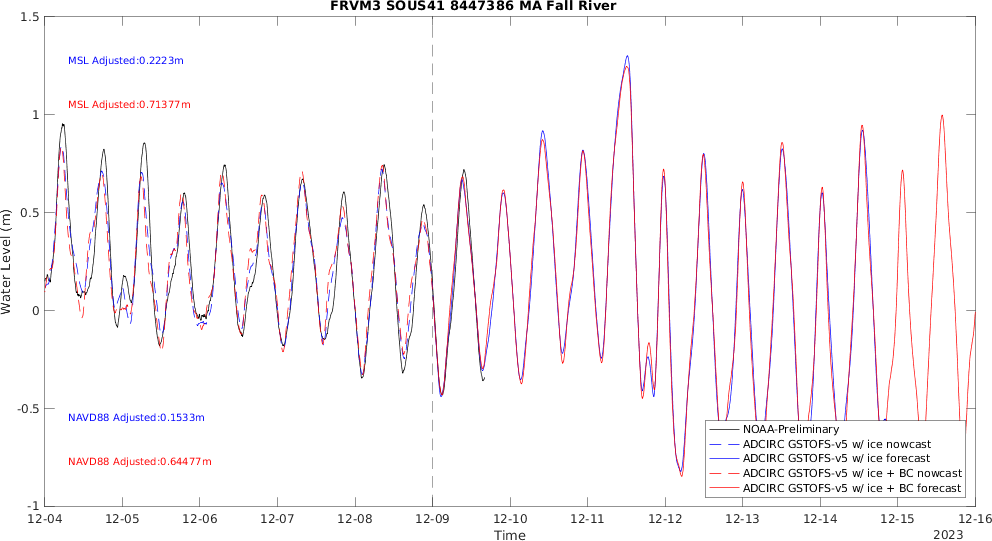 FRVM3 SOUS41 8447386 MA Fall River
1.5
1
0.5
0
-0.5
-1
Water Level (m)
MSL Adjusted:0.2223m
MSL Adjusted:0.71377m
NAVD88 Adjusted:0.1533m
NAVD88 Adjusted:0.64477m
NOAA-Preliminary
ADCIRC GSTOFS-v5 w/ ice nowcast
ADCIRC GSTOFS-v5 w/ ice forecast
ADCIRC GSTOFS-v5 w/ ice + BC nowcast
ADCIRC GSTOFS-v5 w/ ice + BC forecast
12-04 12-05 12-06 12-07 12-08 12-09 12-10 12-11 12-12 12-13 12-14 12-15 12-16
Time
2023